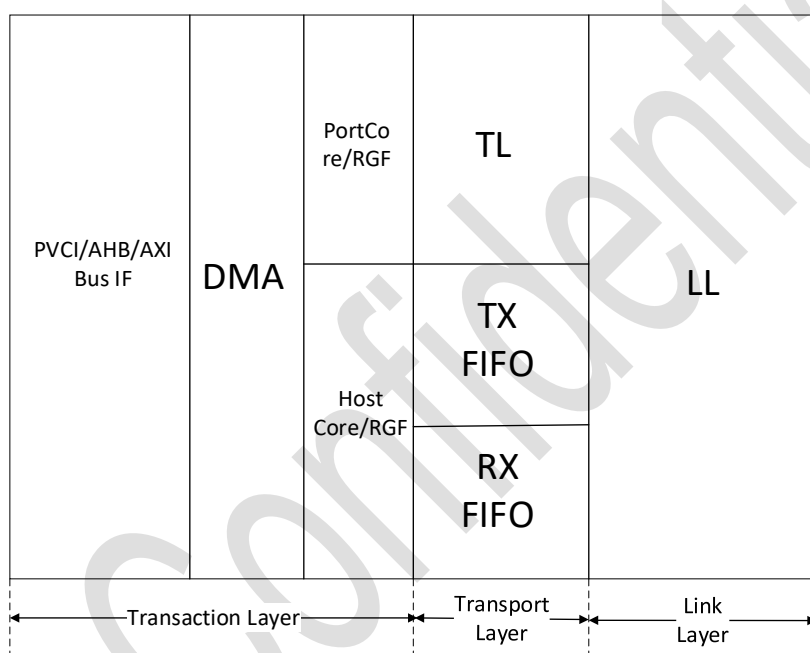 PortCo
re/RGF
TL
PVCI/AHB/AXI
Bus IF
DMA
LL
TX
FIFO
Host
Core/RGF
RX
FIFO
Transaction Layer
Transport
Layer
Link
Layer
Confidenti